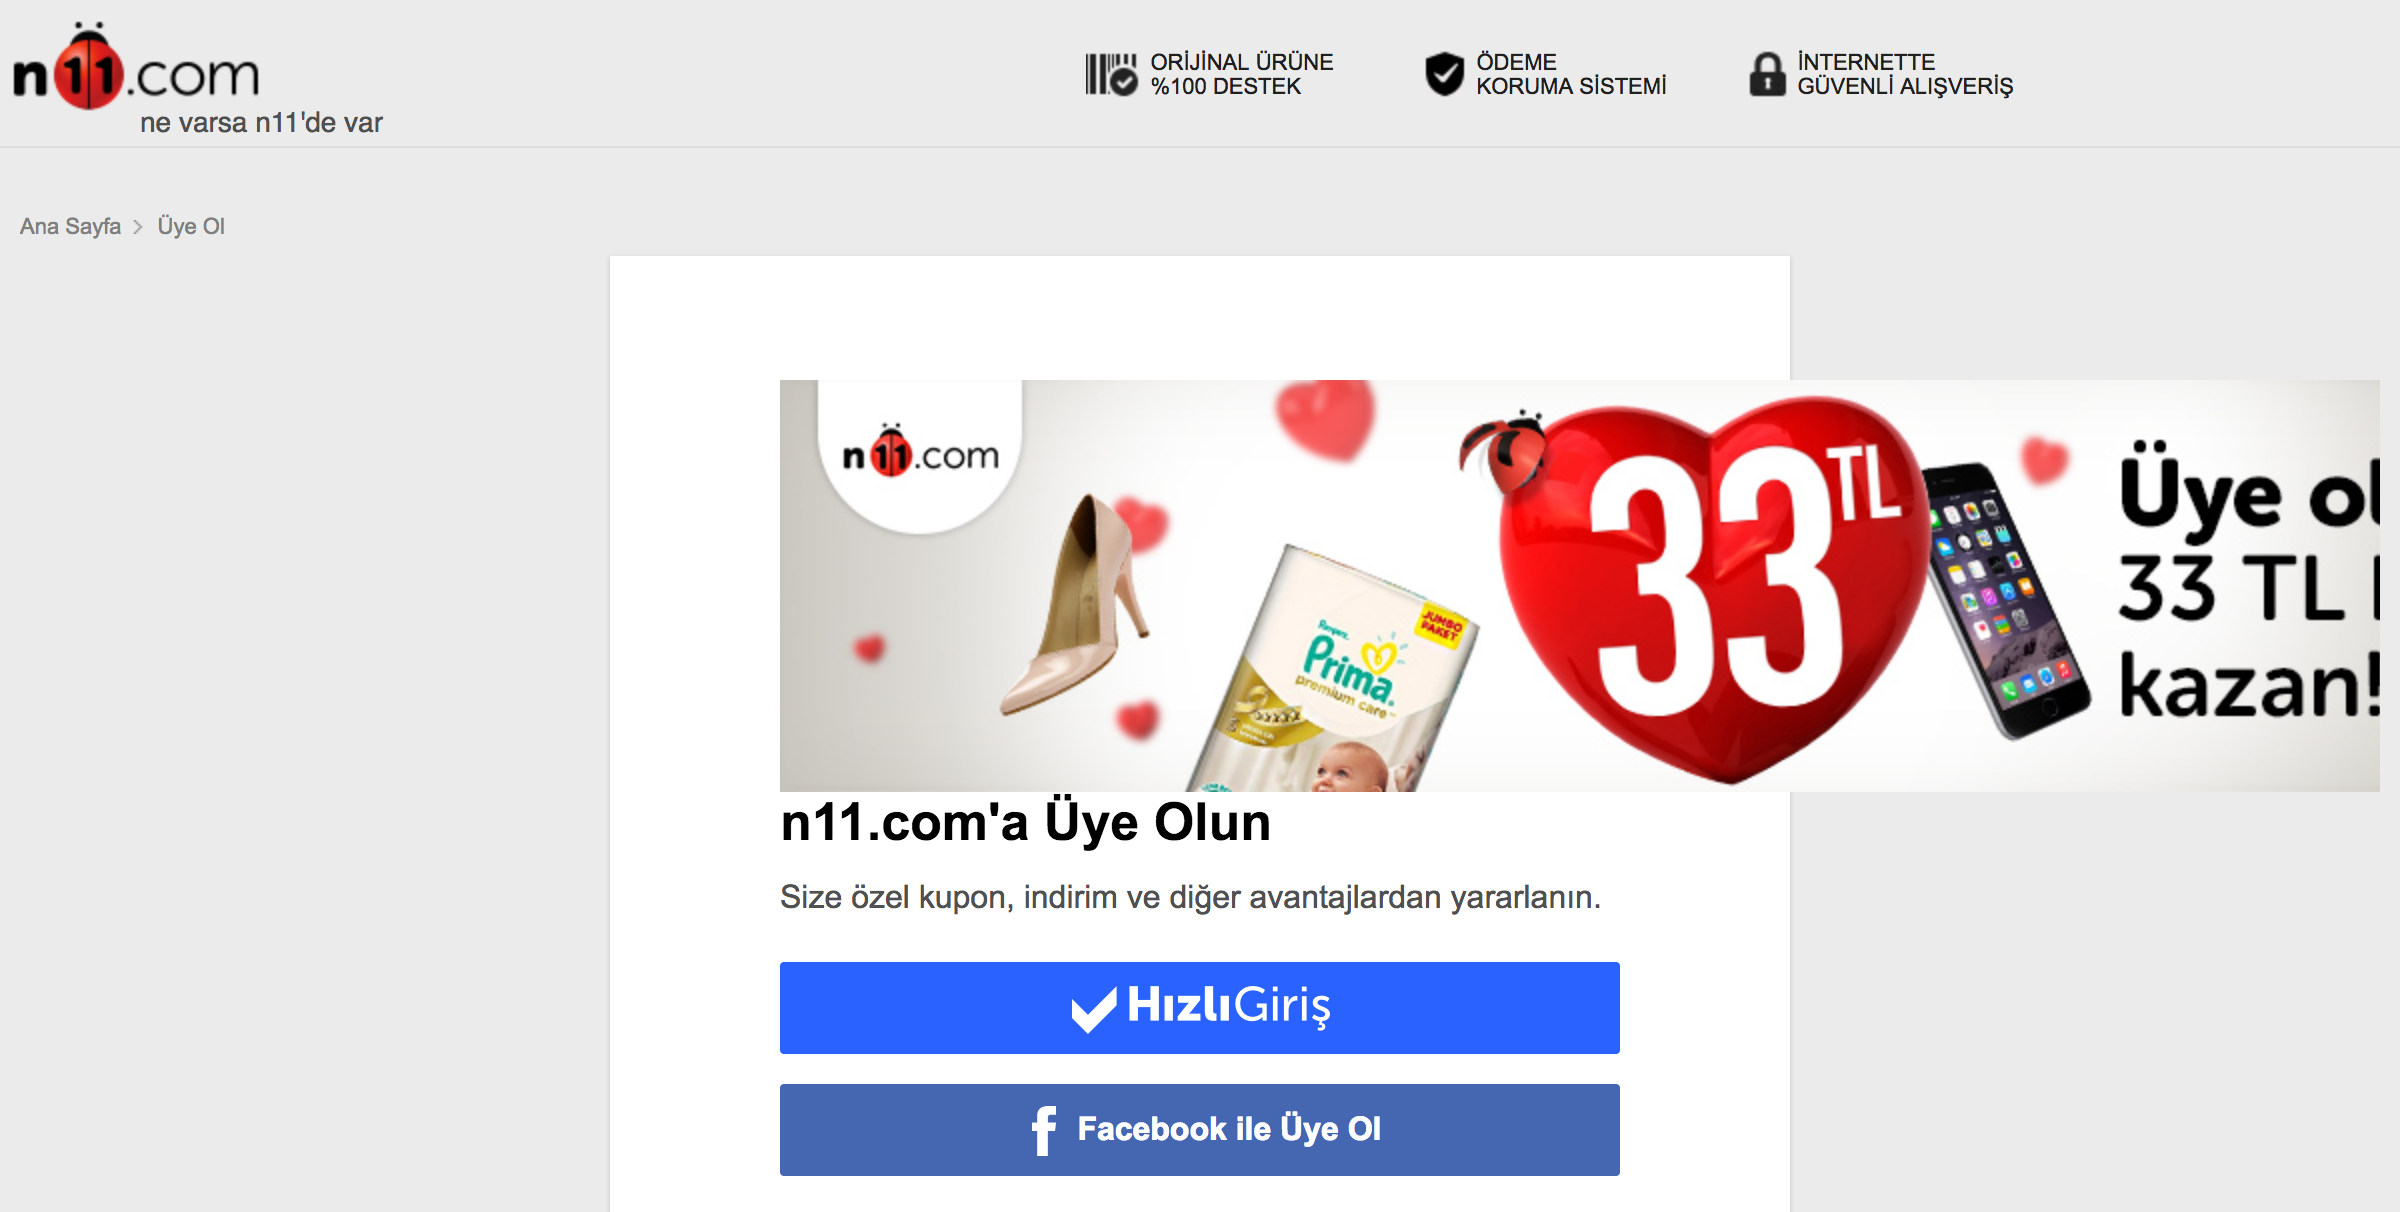 n11.com
ne varsa n11'de var
ORİJİNAL ÜRÜNE
%100 DESTEK
ÖDEME
KORUMA SİSTEMİ
İNTERNETTE
GÜVENLİ ALIŞVERİŞ
Ana Sayfa > Üye Ol
n11.com
33 TL
Üye ol
33 TL
kazan!
JUMBO
PAKET
Pampers
Prima
premium care
n11.com'a Üye Olun
Size özel kupon, indirim ve diğer avantajlardan yararlanın.
HızlıGiriş
f Facebook ile Üye Ol